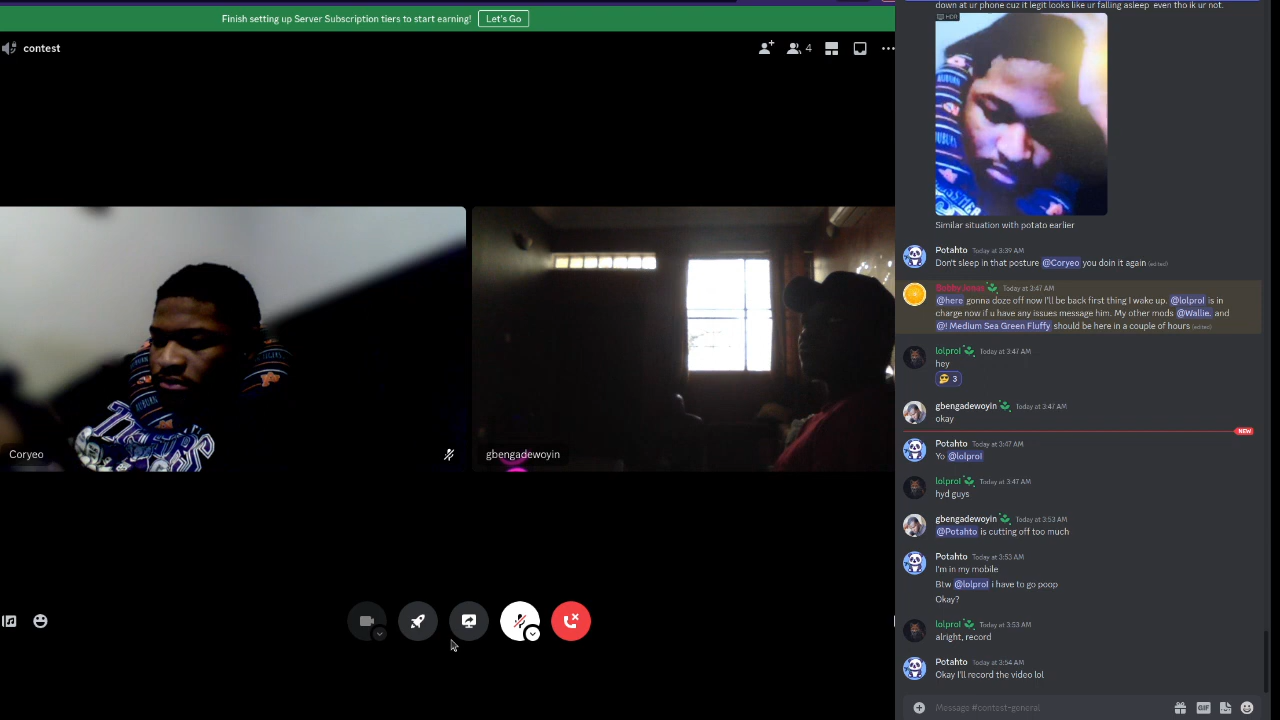 Finish setting up Server Subscription tiers to start earning! Let's Go
contest
4
Coryeo
gbengadewoyin
down at ur phone cuz it legit looks like ur falling asleep even tho ik ur not.
HDR
Similar situation with potato earlier
Potahto Today at 3:39 AM
Don't sleep in that posture @Coryeo you doin it again (edited)
Bobby Jones Today at 3:47 AM
@here gonna doze off now I'll be back first thing I wake up. @lolprol is in
charge now if u have any issues message him. My other mods @Wallie. and
@! Medium Sea Green Fluffy should be here in a couple of hours (edited)
lolprol Today at 3:47 AM
hey
3
gbengadewoyin Today at 3:47 AM
okay
NEW
Potahto Today at 3:47 AM
Yo @lolprol
lolprol Today at 3:47 AM
hyd guys
gbengadewoyin Today at 3:53 AM
@Potahto is cutting off too much
Potahto Today at 3:53 AM
I'm in my mobile
Btw @lolprol i have to go poop
Okay?
lolprol Today at 3:53 AM
alright, record
Potahto Today at 3:54 AM
Okay I'll record the video lol
Message #contest-general
GIF